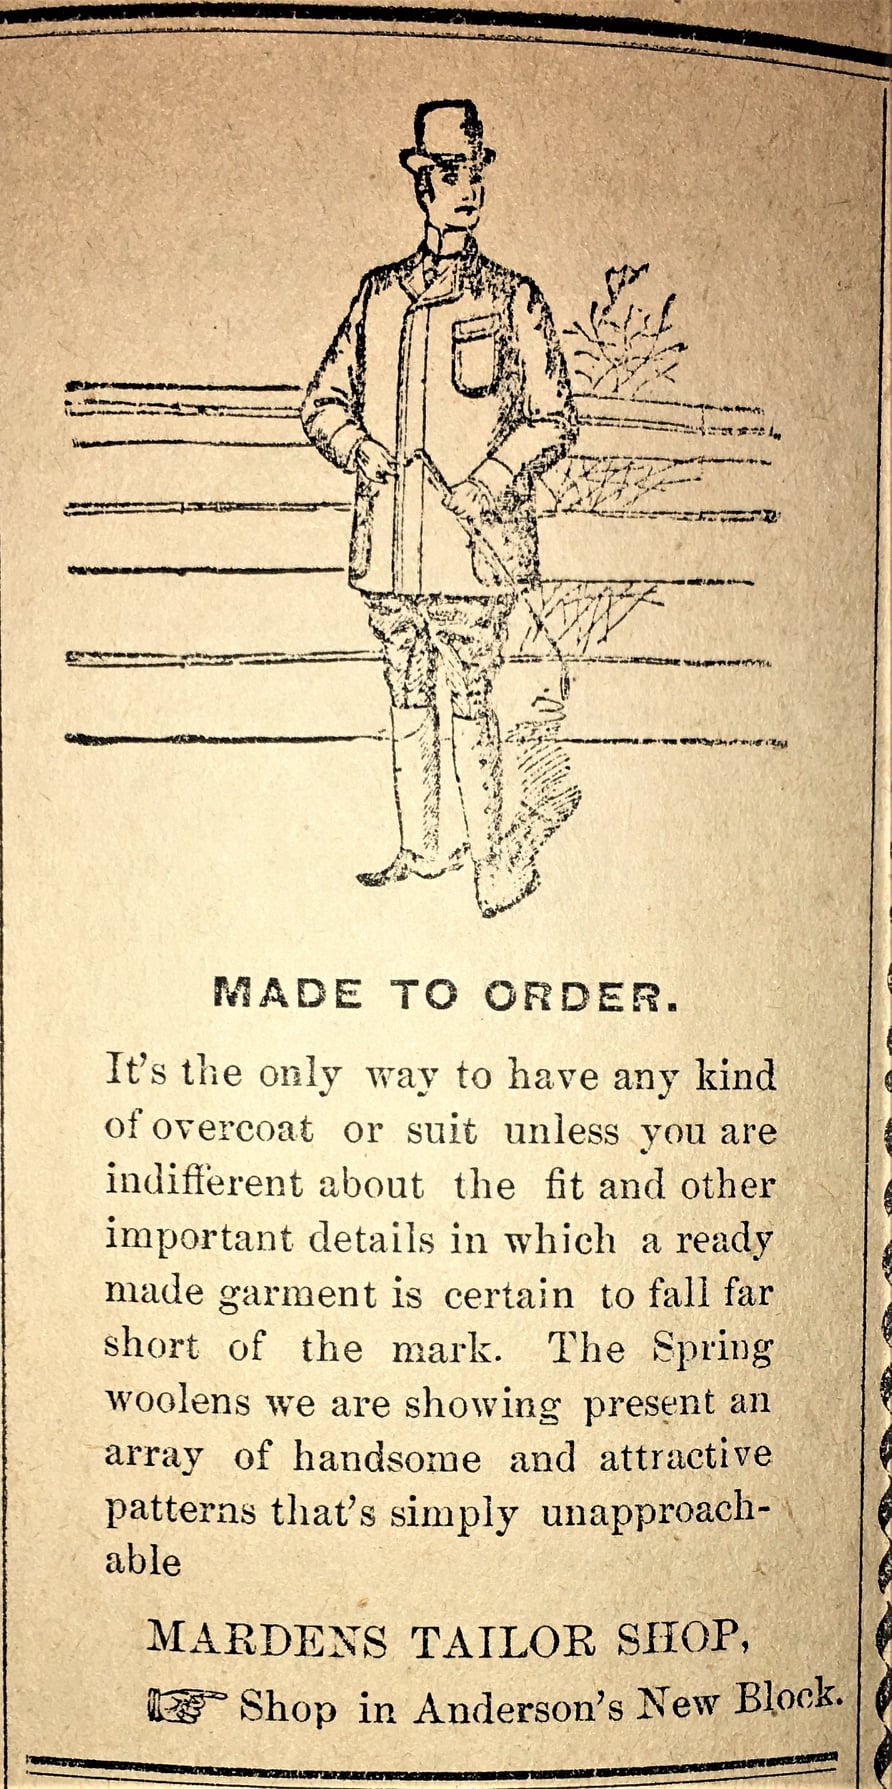 MADE TO ORDER.
It's the only way to have any kind
of overcoat or suit unless you are
indifferent about the fit and other
important details in which a ready
made garment is certain to fall far
short of the mark. The Spring
woolens we are showing present an
array of handsome and attractive
patterns that's simply unapproach-
able
MARDENS TAILOR SHOP,
☞ Shop in Anderson's New Block.